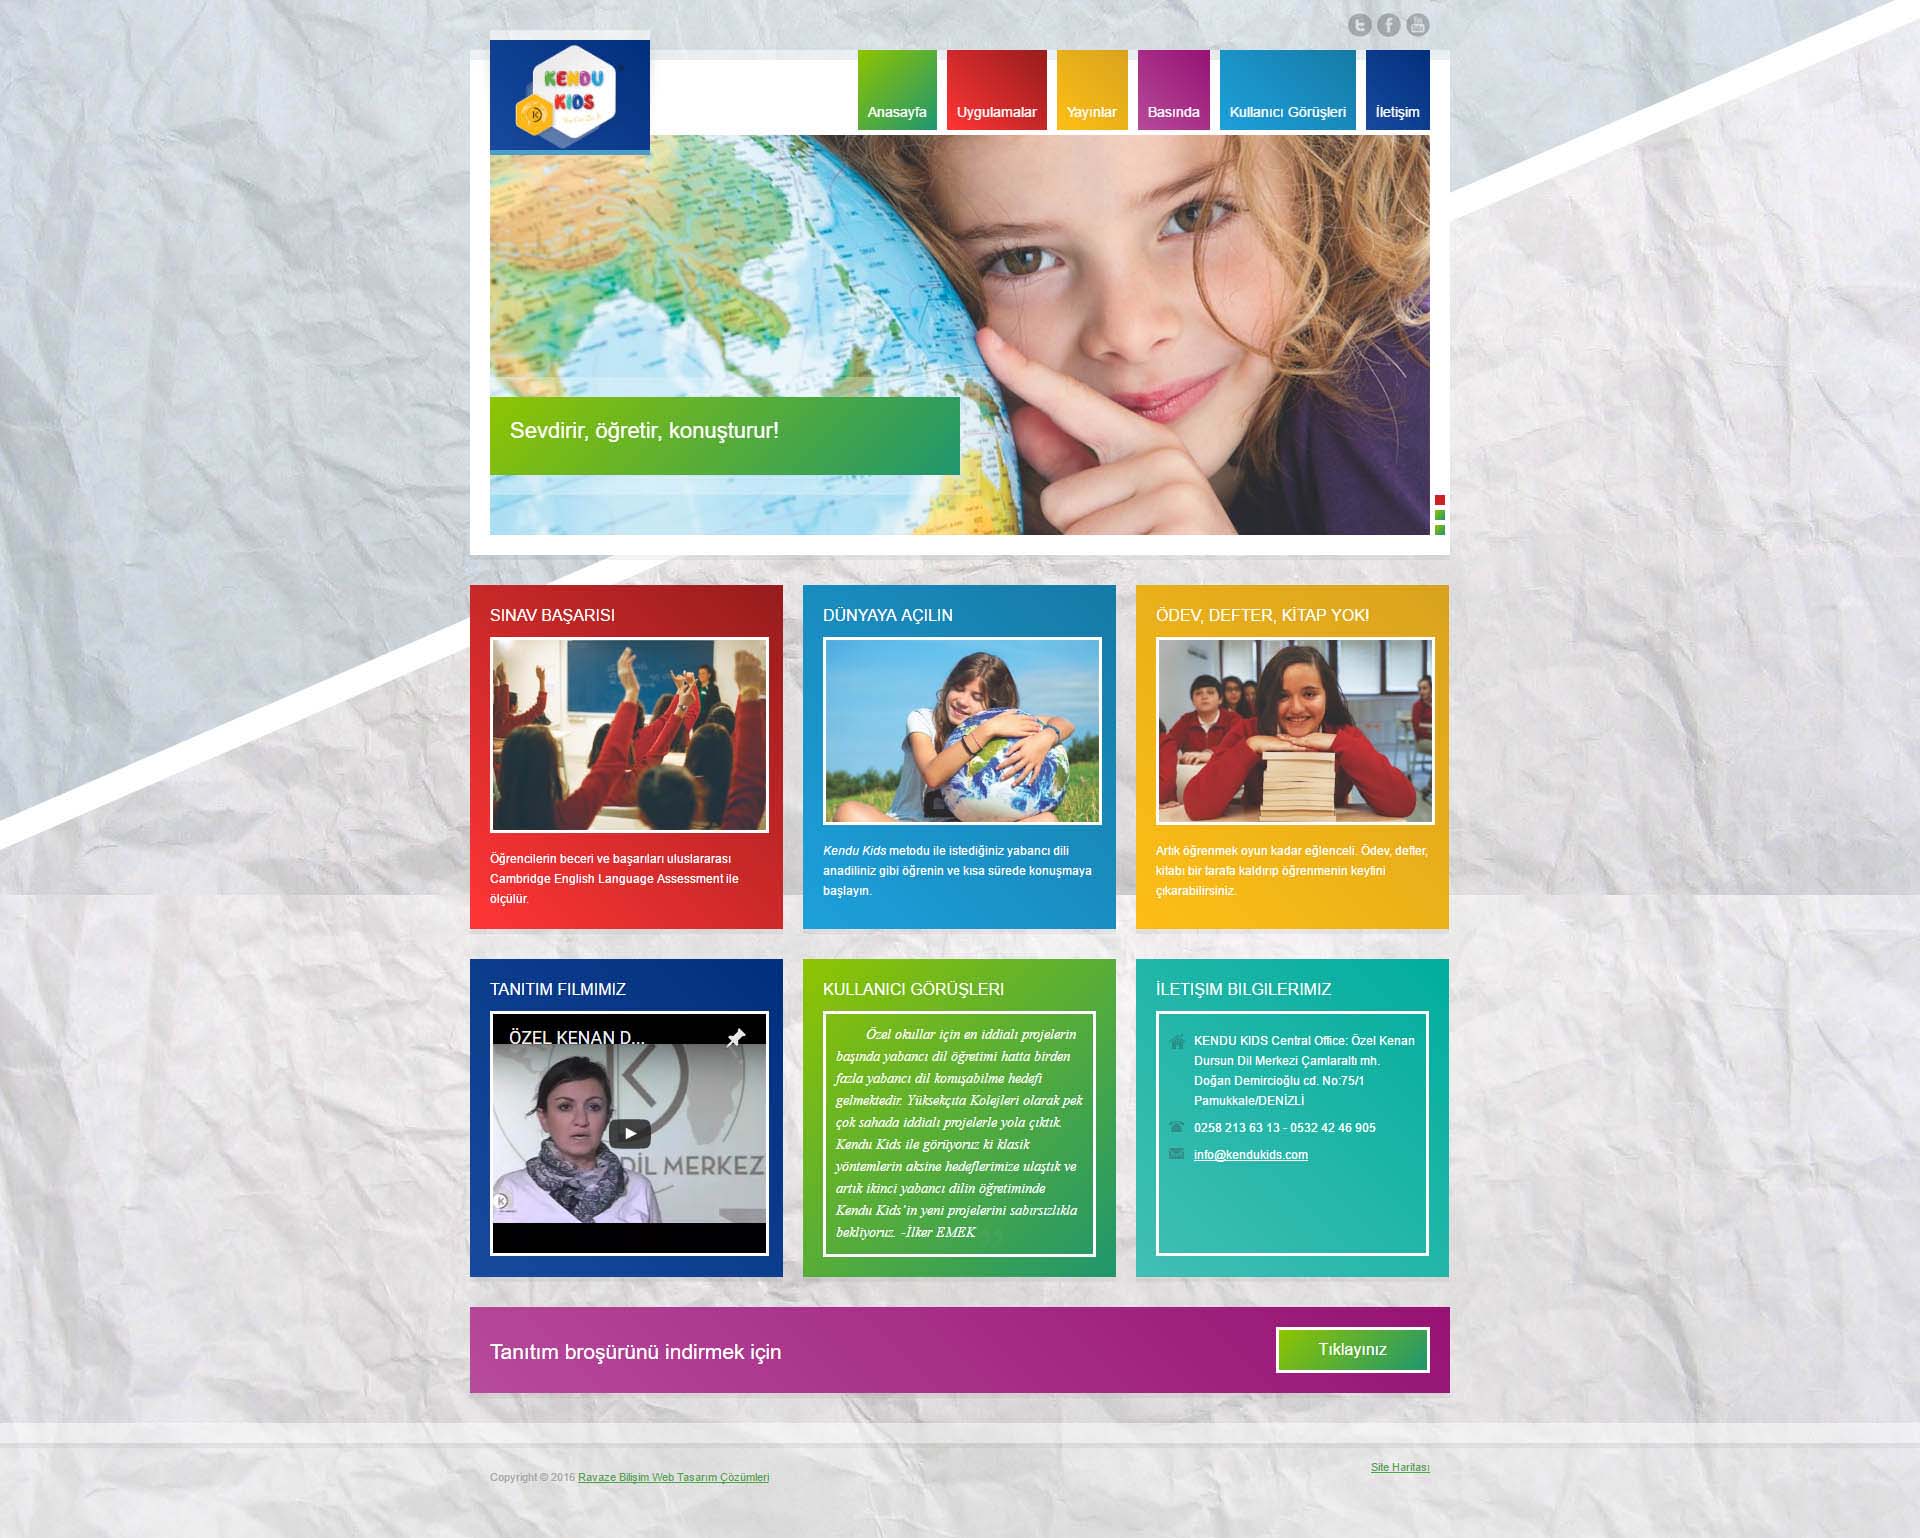 KENDU
KIDS
Anasayfa
Uygulamalar
Yayınlar
Basında
Kullanıcı Görüşleri
İletişim
Sevdirir, öğretir, konuşturur!
SINAV BAŞARISI
Öğrencilerin beceri ve başarıları uluslararası
Cambridge English Language Assessment ile
ölçülür.
DÜNYAYA AÇILIN
Kendu Kids metodu ile istediğiniz yabancı dili
anadiliniz gibi öğrenin ve kısa sürede konuşmaya
başlayın.
ÖDEV, DEFTER, KİTAP YOK!
Artık öğrenmek oyun kadar eğlenceli. Ödev, defter,
kitabı bir tarafa kaldırıp öğrenmenin keyfini
çıkarabilirsiniz.
TANITIM FILMIMIZ
ÖZEL KENAN D...
DİL MERKEZ
KULLANICI GÖRÜŞLERI
Özel okullar için en iddialı projelerin
başında yabancı dil öğretimi hatta birden
fazla yabancı dil konuşabilme hedefi
gelmektedir. Yüksekçıta Kolejleri olarak pek
çok sahada iddialı projelerle yola çıktık.
Kendu Kids ile görüyoruz ki klasik
yöntemlerin aksine hedeflerimize ulaştık ve
artık ikinci yabancı dilin öğretiminde
Kendu Kids'in yeni projelerini sabırsızlıkla
bekliyoruz. -İlker EMEK
İLETIŞIM BILGILERIMIZ
KENDU KIDS Central Office: Özel Kenan
Dursun Dil Merkezi Çamlaraltı mh.
Doğan Demircioğlu cd. No:75/1
Pamukkale/DENİZLİ
0258 213 63 13 - 0532 42 46 905
info@kendukids.com
Tanıtım broşürünü indirmek için
Tıklayınız
Copyright © 2016 Ravaze Bilişim Web Tasarım Çözümleri
Site Haritası